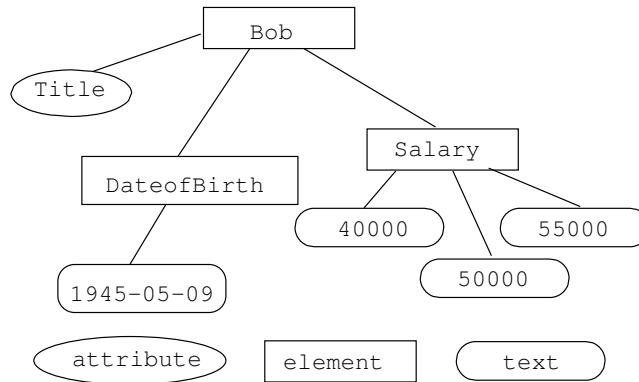 Bob
Title
Salary
DateofBirth
40000
55000
50000
1945-05-09
attribute
element
text